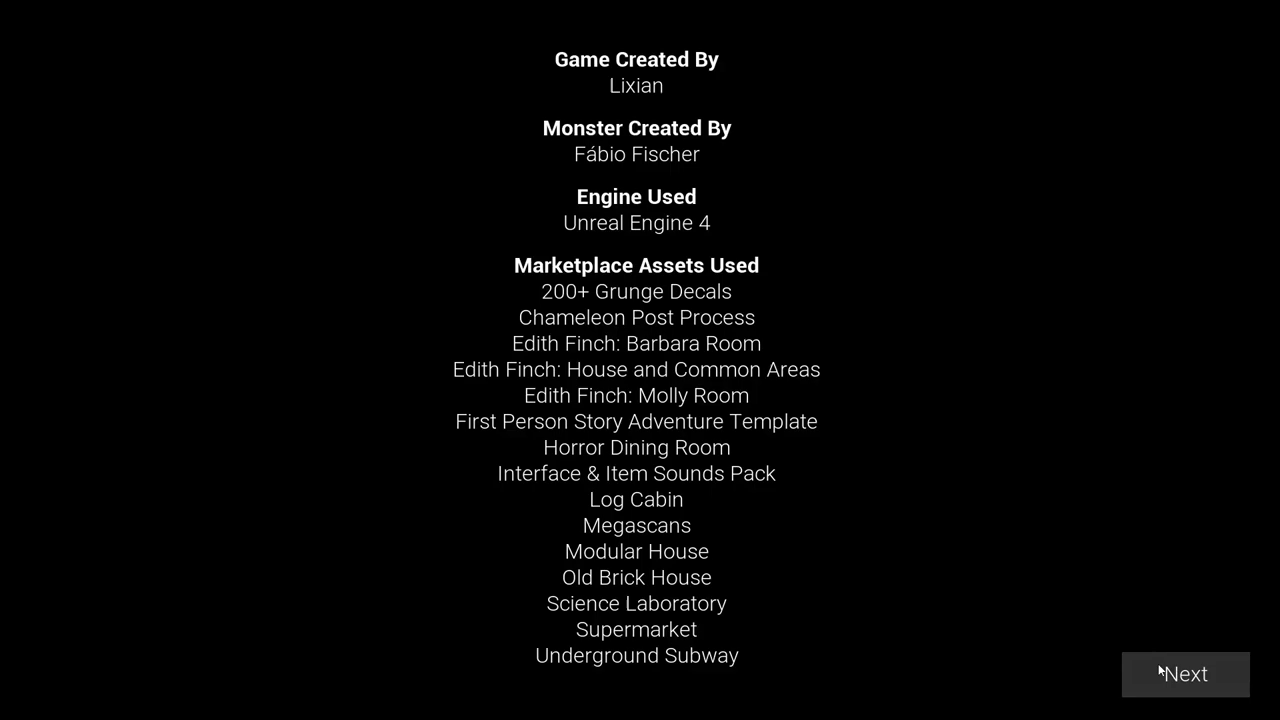 Game Created By
Lixian
Monster Created By
Fábio Fischer
Engine Used
Unreal Engine 4
Marketplace Assets Used
200+ Grunge Decals
Chameleon Post Process
Edith Finch: Barbara Room
Edith Finch: House and Common Areas
Edith Finch: Molly Room
First Person Story Adventure Template
Horror Dining Room
Interface & Item Sounds Pack
Log Cabin
Megascans
Modular House
Old Brick House
Science Laboratory
Supermarket
Underground Subway
Next